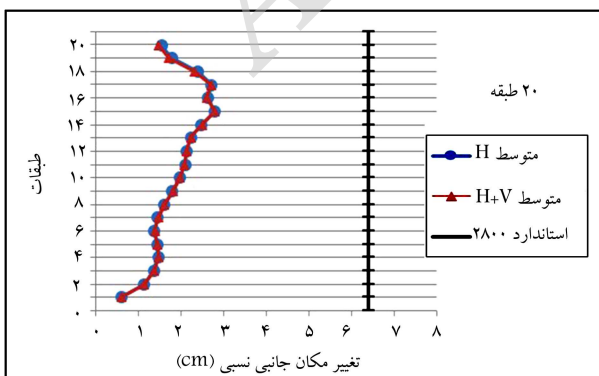 ۲۰ طبقه
متوسط H
متوسط H+V
استاندارد ۲۸۰۰
طبقات
۲۰
۱۸
۱۶
۱۴
۱۲
۱۰
۸
۶
۴
۲
۰
۰ ۱ ۲ ۳ ۴ ۵ ۶ ۷ ۸
تغییر مکان جانبی نسبی (cm)